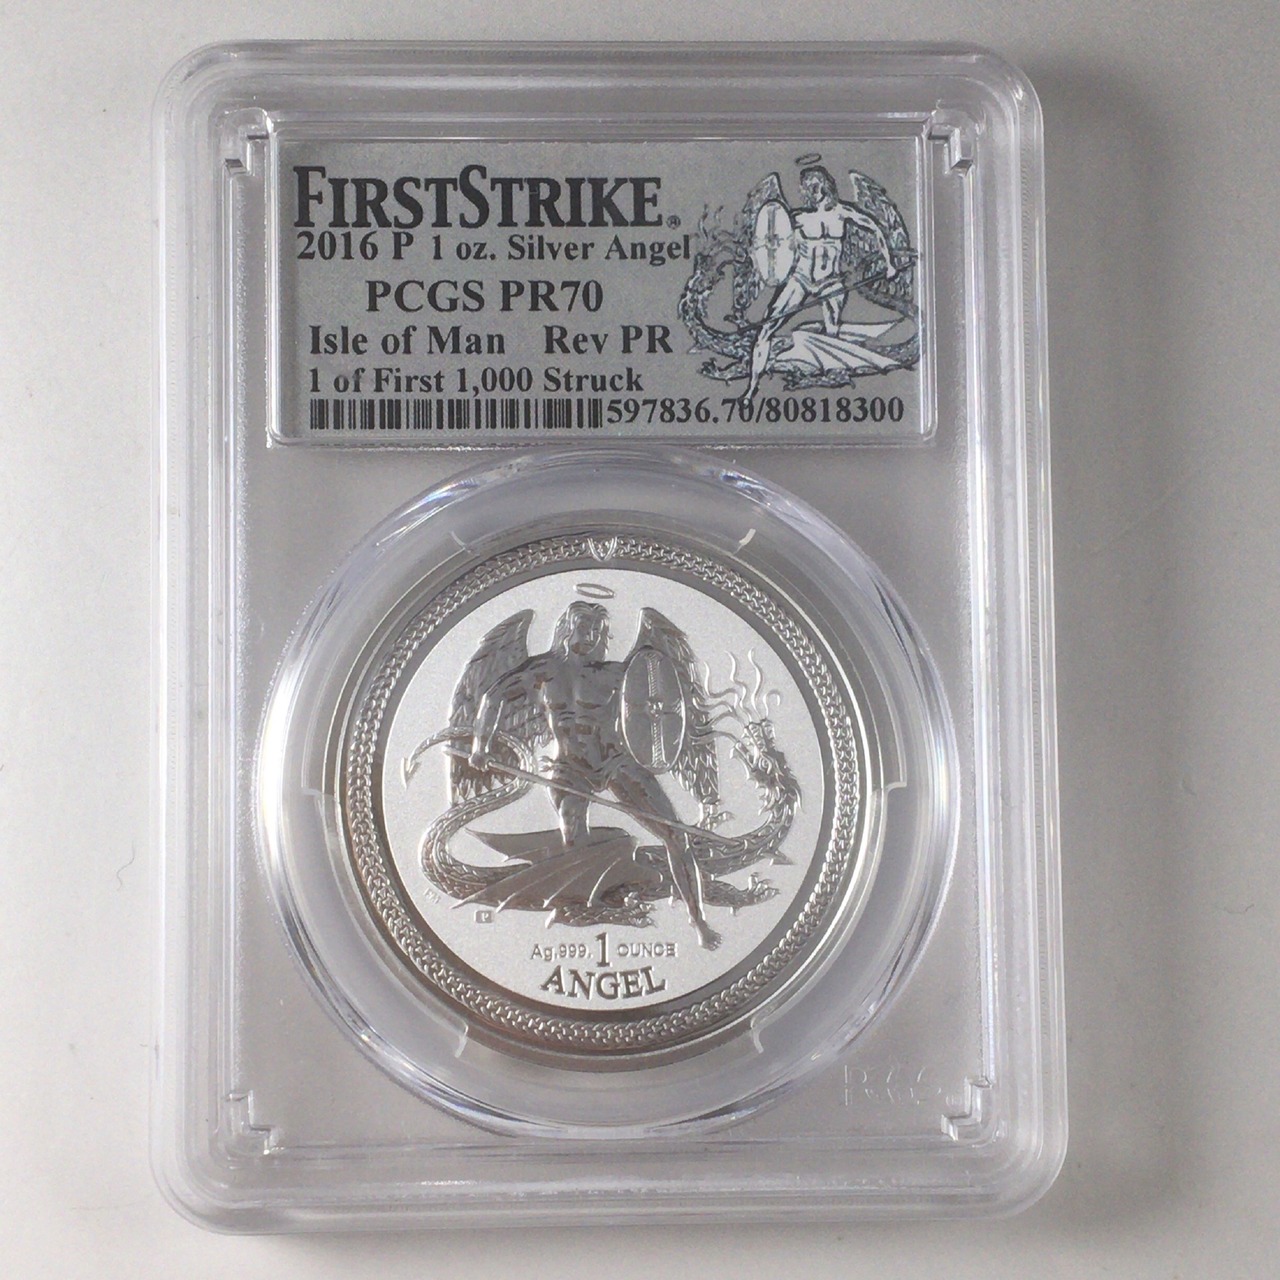 FIRSTSTRIKE®
2016 P 1 oz. Silver Angel
PCGS PR70
Isle of Man Rev PR
1 of First 1,000 Struck
597836.70/80818300
P
Ag.999. 1 OUNCE
ANGEL
PCGS